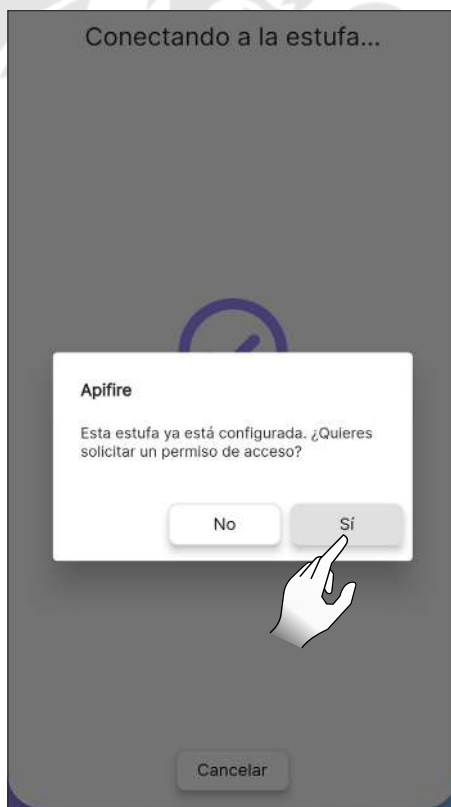 Conectando a la estufa...
Apifire
Esta estufa ya está configurada. ¿Quieres
solicitar un permiso de acceso?
No
Sí
Cancelar